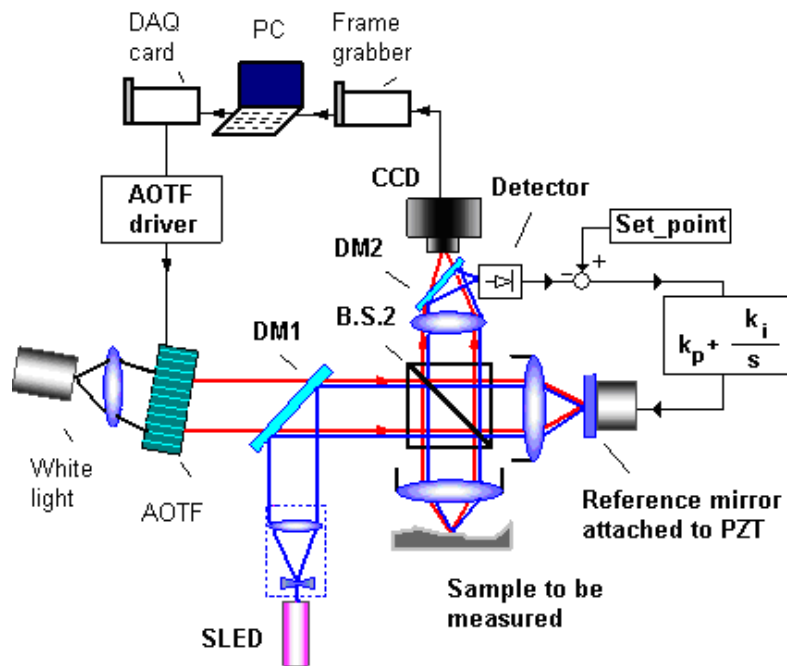 DAQ
card
PC
Frame
grabber
AOTF
driver
CCD
Detector
Set_point
DM2
+
−
B.S.2
DM1
k_p + k_i / s
White
light
AOTF
Reference mirror
attached to PZT
Sample to be
measured
SLED